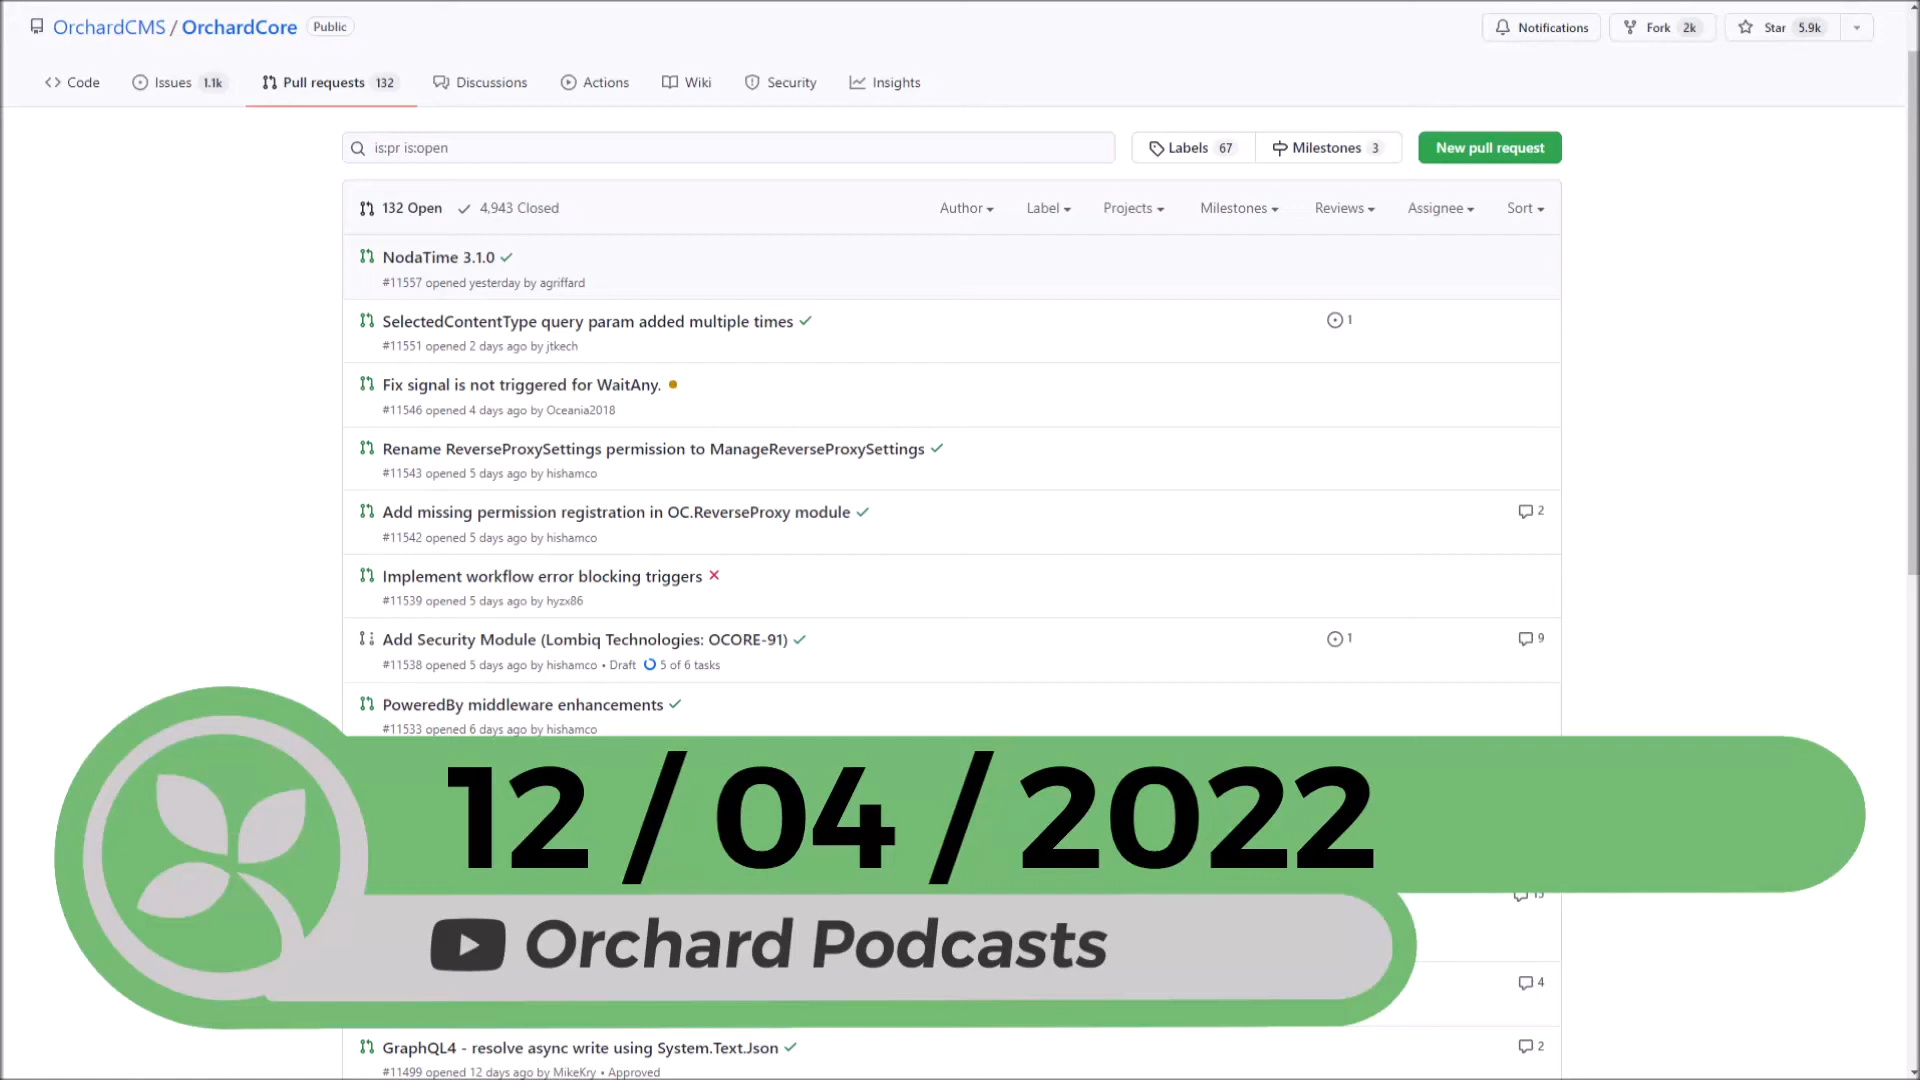 OrchardCMS / OrchardCore Public
Notifications Fork 2k Star 5.9k
Code Issues 1.1k Pull requests 132 Discussions Actions Wiki Security Insights
is:pr is:open
Labels 67 Milestones 3 New pull request
132 Open 4,943 Closed Author Label Projects Milestones Reviews Assignee Sort
NodaTime 3.1.0
#11557 opened yesterday by agriffard
SelectedContentType query param added multiple times 1
#11551 opened 2 days ago by jtkech
Fix signal is not triggered for WaitAny.
#11546 opened 4 days ago by Oceania2018
Rename ReverseProxySettings permission to ManageReverseProxySettings
#11543 opened 5 days ago by hishamco
Add missing permission registration in OC.ReverseProxy module 2
#11542 opened 5 days ago by hishamco
Implement workflow error blocking triggers
#11539 opened 5 days ago by hyzx86
Add Security Module (Lombiq Technologies: OCORE-91) 1 9
#11538 opened 5 days ago by hishamco • Draft 5 of 6 tasks
PoweredBy middleware enhancements
#11533 opened 6 days ago by hishamco
12 / 04 / 2022
Orchard Podcasts
4
GraphQL4 - resolve async write using System.Text.Json 2
#11499 opened 12 days ago by MikeKry • Approved